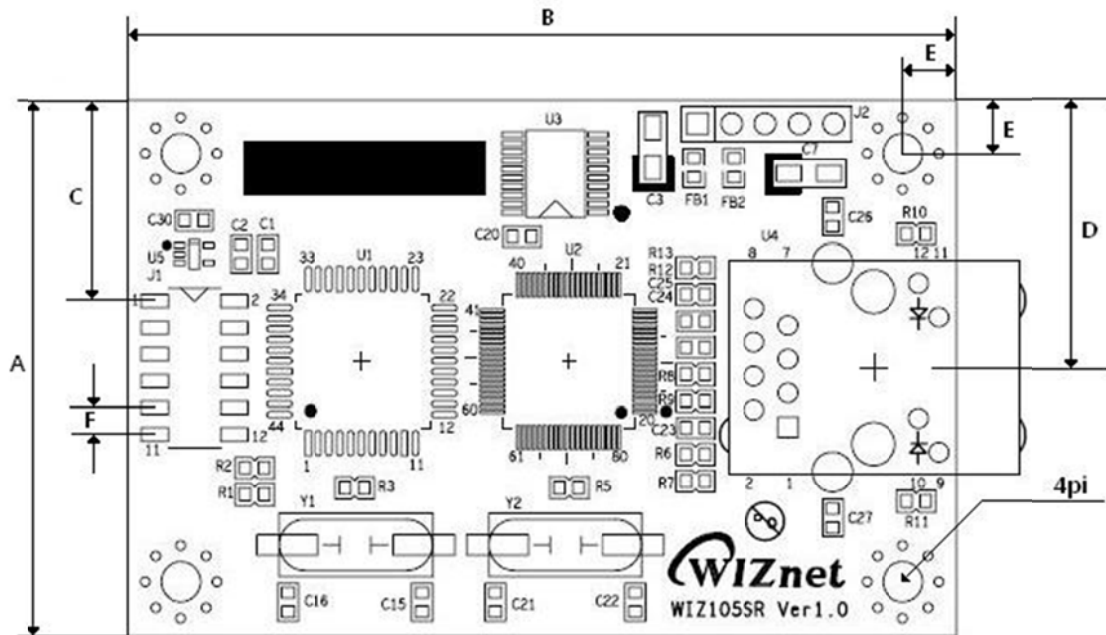 B
E
E
C
D
A
F
4pi
U3
J2
C3
FB1
FB2
C7
C30
C2
C1
U5
J1
C20
C26
R10
U4
8
7
12
11
1
2
11
12
U1
33
23
34
22
44
12
1
11
U2
40
21
41
60
20
61
80
R13
R12
C25
C24
R8
R9
C23
R6
R7
2
1
10
9
R11
C27
R2
R1
R3
R5
Y1
Y2
C16
C15
C21
C22
WIZnet
WIZ105SR Ver1.0